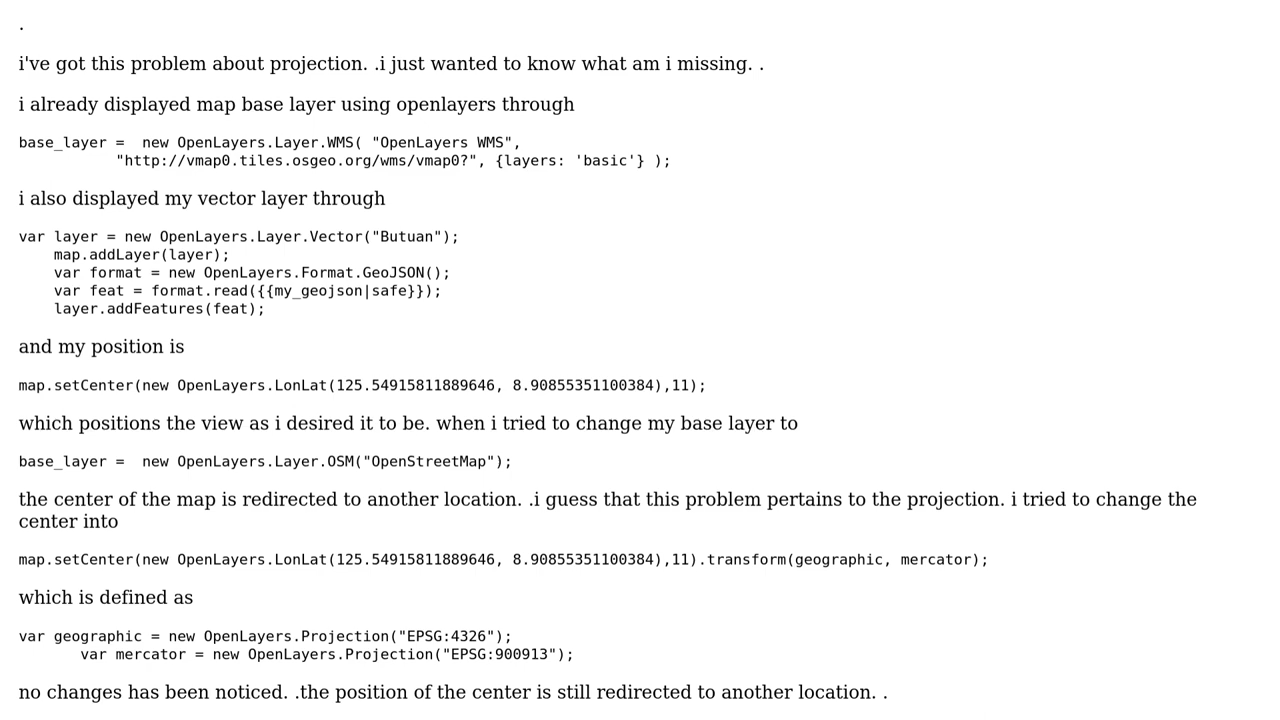 .
i've got this problem about projection. .i just wanted to know what am i missing. .
i already displayed map base layer using openlayers through
base_layer =  new OpenLayers.Layer.WMS( "OpenLayers WMS",
           "http://vmap0.tiles.osgeo.org/wms/vmap0?", {layers: 'basic'} );
i also displayed my vector layer through
var layer = new OpenLayers.Layer.Vector("Butuan");
    map.addLayer(layer);
    var format = new OpenLayers.Format.GeoJSON();
    var feat = format.read({{my_geojson|safe}});
    layer.addFeatures(feat);
and my position is
map.setCenter(new OpenLayers.LonLat(125.54915811889646, 8.90855351100384),11);
which positions the view as i desired it to be. when i tried to change my base layer to
base_layer =  new OpenLayers.Layer.OSM("OpenStreetMap");
the center of the map is redirected to another location. .i guess that this problem pertains to the projection. i tried to change the
center into
map.setCenter(new OpenLayers.LonLat(125.54915811889646, 8.90855351100384),11).transform(geographic, mercator);
which is defined as
var geographic = new OpenLayers.Projection("EPSG:4326");
       var mercator = new OpenLayers.Projection("EPSG:900913");
no changes has been noticed. .the position of the center is still redirected to another location. .